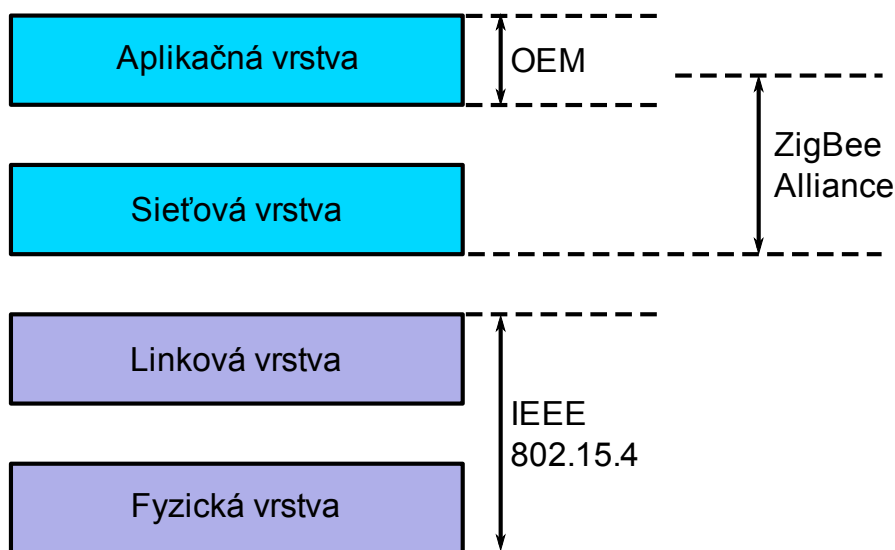 Aplikačná vrstva
OEM
ZigBee
Alliance
Sieťová vrstva
Linková vrstva
IEEE
802.15.4
Fyzická vrstva